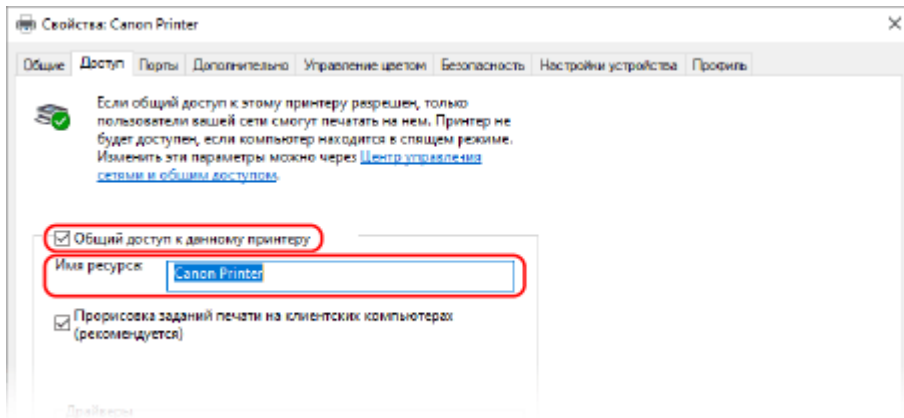 Свойства: Canon Printer
Общие Доступ Порты Дополнительно Управление цветом Безопасность Настройки устройства Профиль
Если общий доступ к этому принтеру разрешен, только
пользователи вашей сети смогут печатать на нем. Принтер не
будет доступен, если компьютер находится в спящем режиме.
Изменить эти параметры можно через Центр управления
сетями и общим доступом.
Общий доступ к данному принтеру
Имя ресурса: Canon Printer
Прорисовка заданий печати на клиентских компьютерах
(рекомендуется)
Драйверы